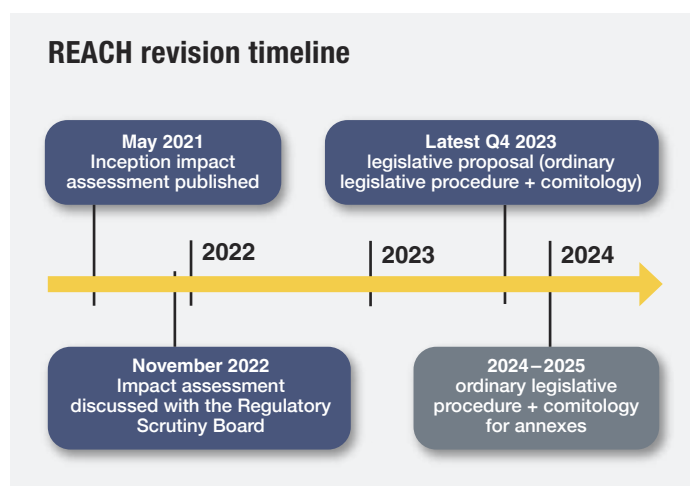 REACH revision timeline
May 2021
Inception impact
assessment published
Latest Q4 2023
legislative proposal (ordinary
legislative procedure + comitology)
2022
2023
2024
November 2022
Impact assessment
discussed with the Regulatory
Scrutiny Board
2024–2025
ordinary legislative
procedure + comitology
for annexes